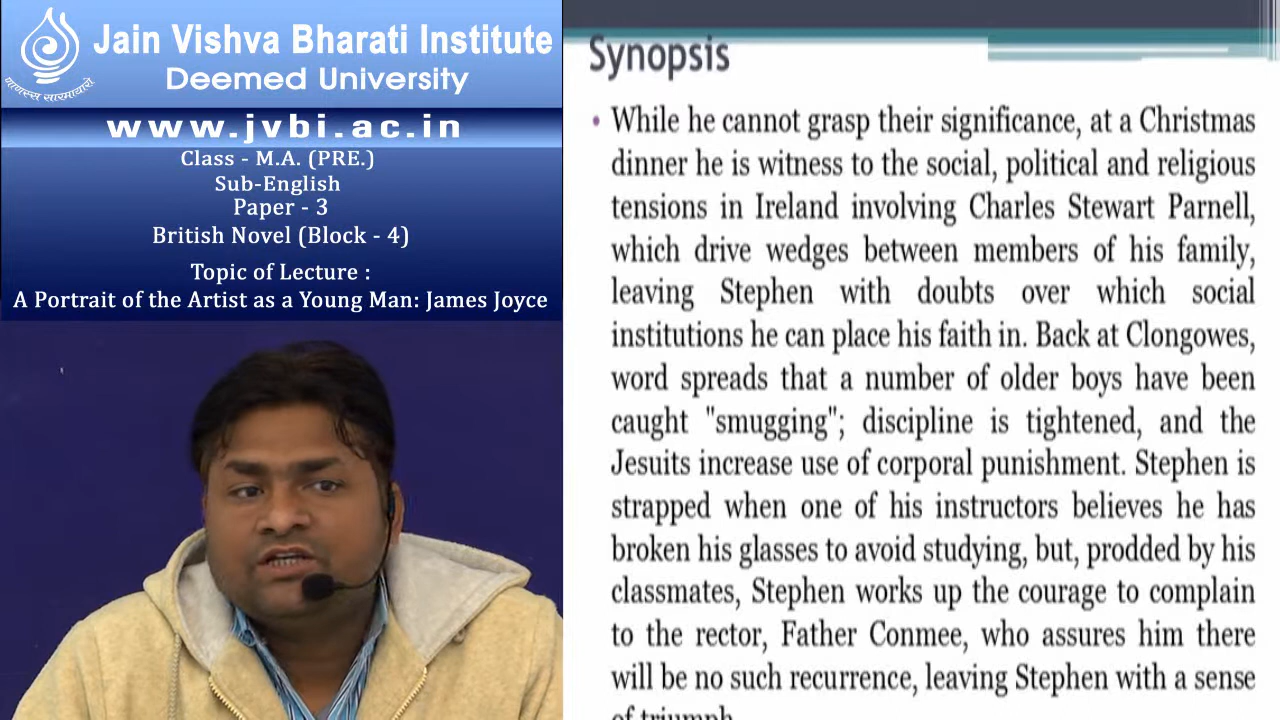 Jain Vishva Bharati Institute
Deemed University
www.jvbi.ac.in
Class - M.A. (PRE.)
Sub-English
Paper - 3
British Novel (Block - 4)
Topic of Lecture :
A Portrait of the Artist as a Young Man: James Joyce
Synopsis
• While he cannot grasp their significance, at a Christmas
dinner he is witness to the social, political and religious
tensions in Ireland involving Charles Stewart Parnell,
which drive wedges between members of his family,
leaving Stephen with doubts over which social
institutions he can place his faith in. Back at Clongowes,
word spreads that a number of older boys have been
caught "smugging"; discipline is tightened, and the
Jesuits increase use of corporal punishment. Stephen is
strapped when one of his instructors believes he has
broken his glasses to avoid studying, but, prodded by his
classmates, Stephen works up the courage to complain
to the rector, Father Conmee, who assures him there
will be no such recurrence, leaving Stephen with a sense
of triumph